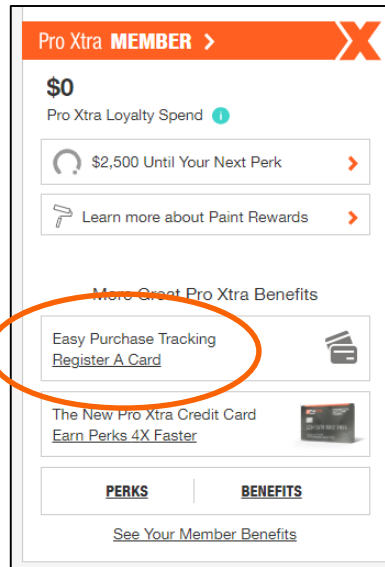 Pro Xtra MEMBER >
$0
Pro Xtra Loyalty Spend i
$2,500 Until Your Next Perk >
Learn more about Paint Rewards >
More Great Pro Xtra Benefits
Easy Purchase Tracking
Register A Card
The New Pro Xtra Credit Card
Earn Perks 4X Faster
PERKS BENEFITS
See Your Member Benefits